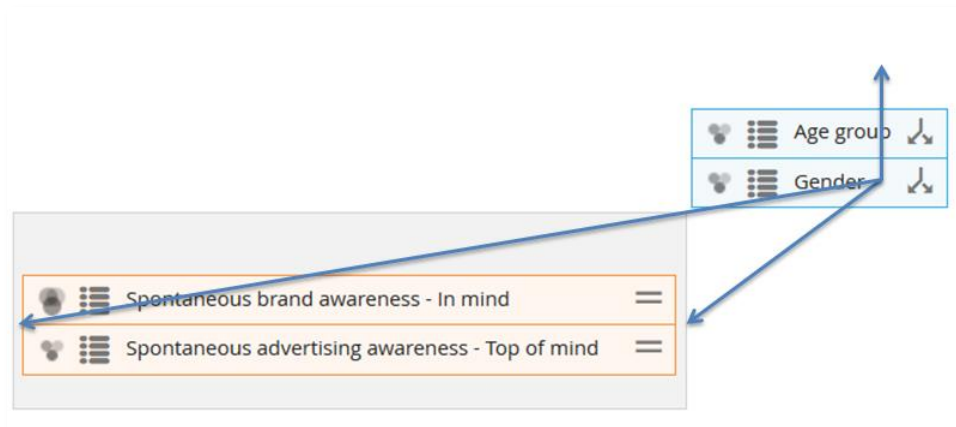 Age group
Gender
Spontaneous brand awareness - In mind
Spontaneous advertising awareness - Top of mind